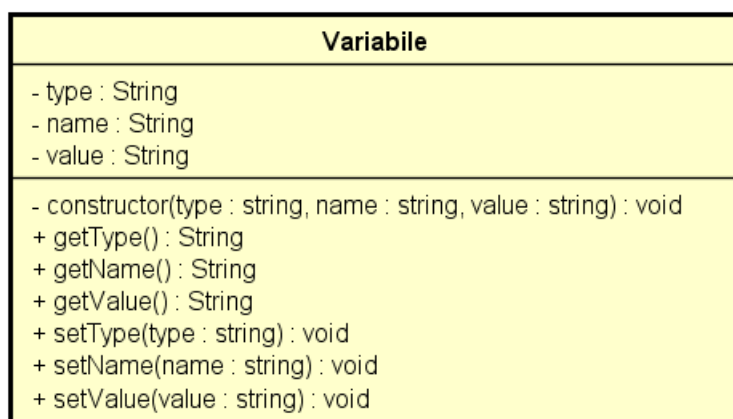 Variabile
- type : String
- name : String
- value : String
- constructor(type : string, name : string, value : string) : void
+ getType() : String
+ getName() : String
+ getValue() : String
+ setType(type : string) : void
+ setName(name : string) : void
+ setValue(value : string) : void